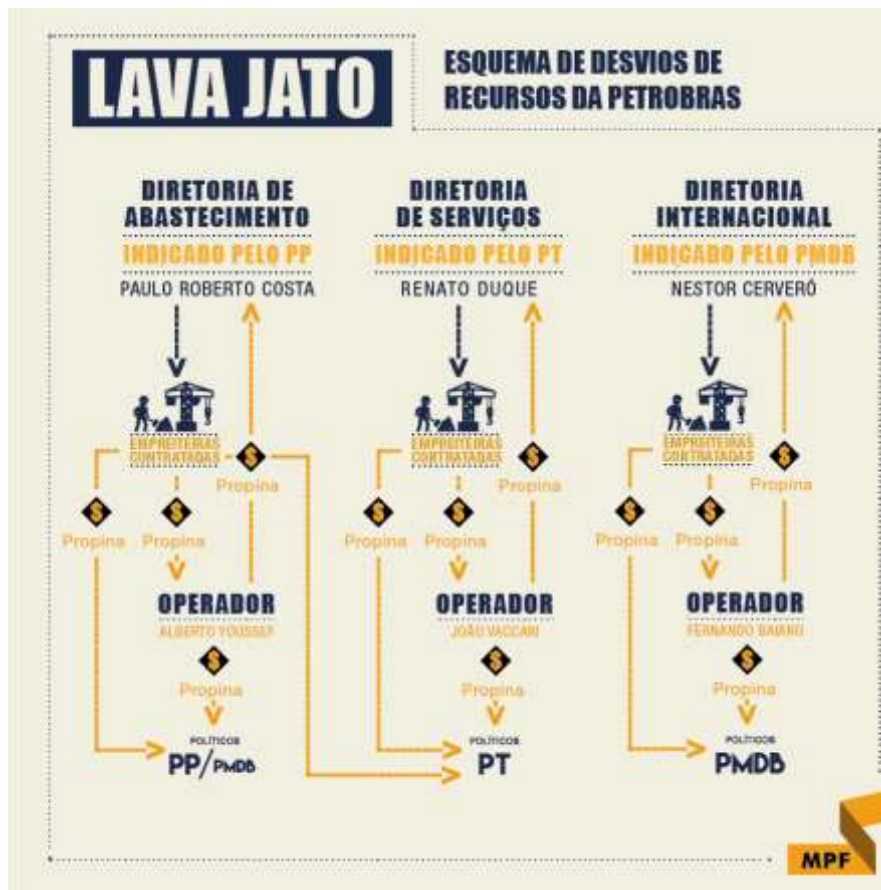 LAVA JATO
ESQUEMA DE DESVIOS DE
RECURSOS DA PETROBRAS
DIRETORIA DE
ABASTECIMENTO
INDICADO PELO PP
PAULO ROBERTO COSTA
EMPREITEIRAS
CONTRATADAS
$
Propina
$
Propina
$
Propina
OPERADOR
ALBERTO YOUSSEF
$
Propina
POLÍTICOS
PP/PMDB
DIRETORIA
DE SERVIÇOS
INDICADO PELO PT
RENATO DUQUE
EMPREITEIRAS
CONTRATADAS
$
Propina
$
Propina
$
Propina
OPERADOR
JOÃO VACCARI
$
Propina
POLÍTICOS
PT
DIRETORIA
INTERNACIONAL
INDICADO PELO PMDB
NESTOR CERVERÓ
EMPREITEIRAS
CONTRATADAS
$
Propina
$
Propina
$
Propina
OPERADOR
FERNANDO BAIANO
$
Propina
POLÍTICOS
PMDB
MPF